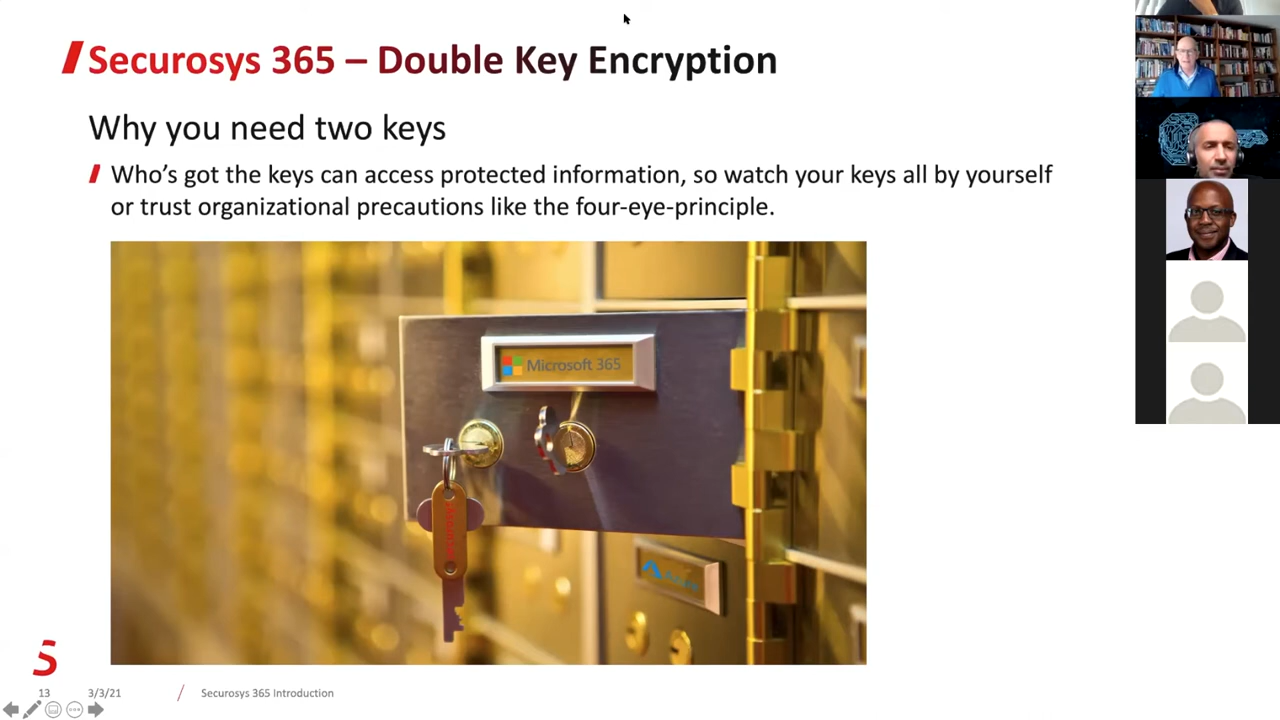 Securosys 365 – Double Key Encryption
Why you need two keys
Who's got the keys can access protected information, so watch your keys all by yourself
or trust organizational precautions like the four-eye-principle.
Microsoft 365
Azure
13
3/3/21
/
Securosys 365 Introduction